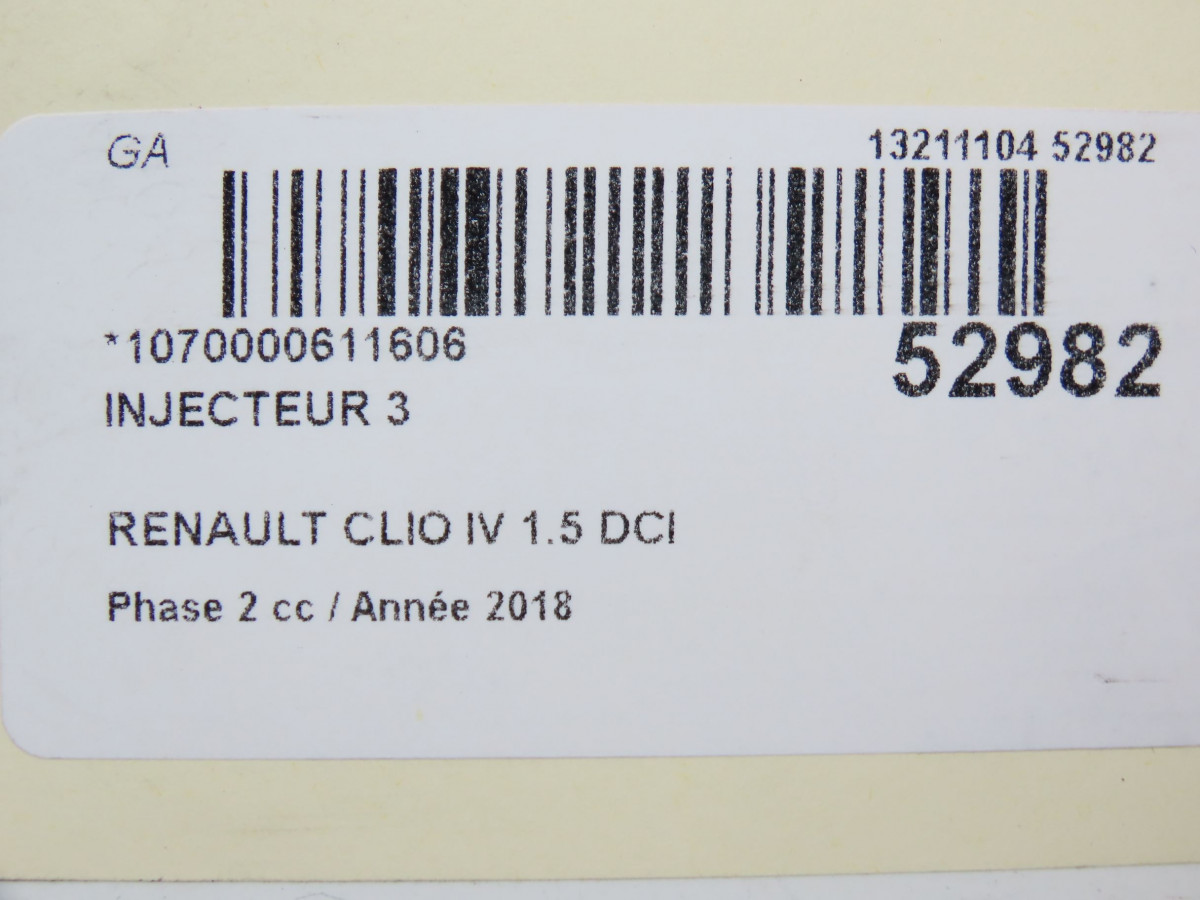 GA 13211104 52982
*1070000611606 52982
INJECTEUR 3
RENAULT CLIO IV 1.5 DCI
Phase 2 cc / Année 2018